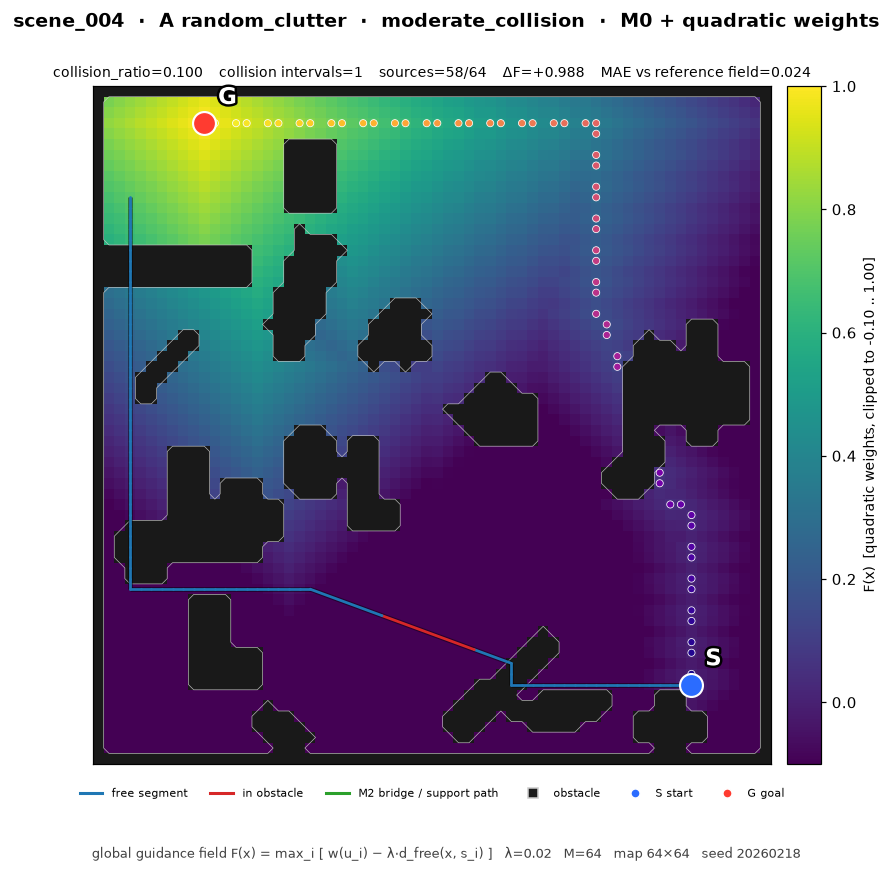 scene_004 · A random_clutter · moderate_collision · M0 + quadratic weights
collision_ratio=0.100 collision intervals=1 sources=58/64 ΔF=+0.988 MAE vs reference field=0.024
G
S
1.0
0.8
0.6
0.4
0.2
0.0
F(x) [quadratic weights, clipped to -0.10 .. 1.00]
free segment
in obstacle
M2 bridge / support path
obstacle
S start
G goal
global guidance field F(x) = max_i [ w(u_i) − λ·d_free(x, s_i) ] λ=0.02 M=64 map 64×64 seed 20260218